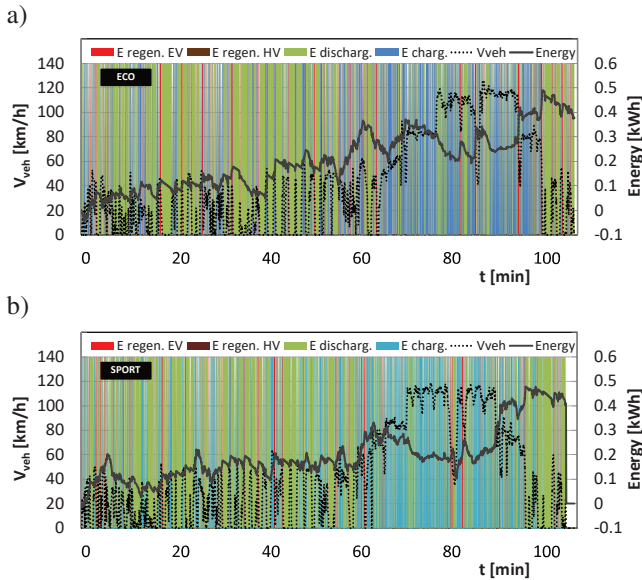 a)
E regen. EV E regen. HV E discharg. E charg. Vveh Energy
ECO
140 120 100 80 60 40 20 0
V_veh [km/h]
0.6 0.5 0.4 0.3 0.2 0.1 0 -0.1
Energy [kWh]
0 20 40 60 80 100
t [min]
b)
E regen. EV E regen. HV E discharg. E charg. Vveh Energy
SPORT
140 120 100 80 60 40 20 0
V_veh [km/h]
0.6 0.5 0.4 0.3 0.2 0.1 0 -0.1
Energy [kWh]
0 20 40 60 80 100
t [min]